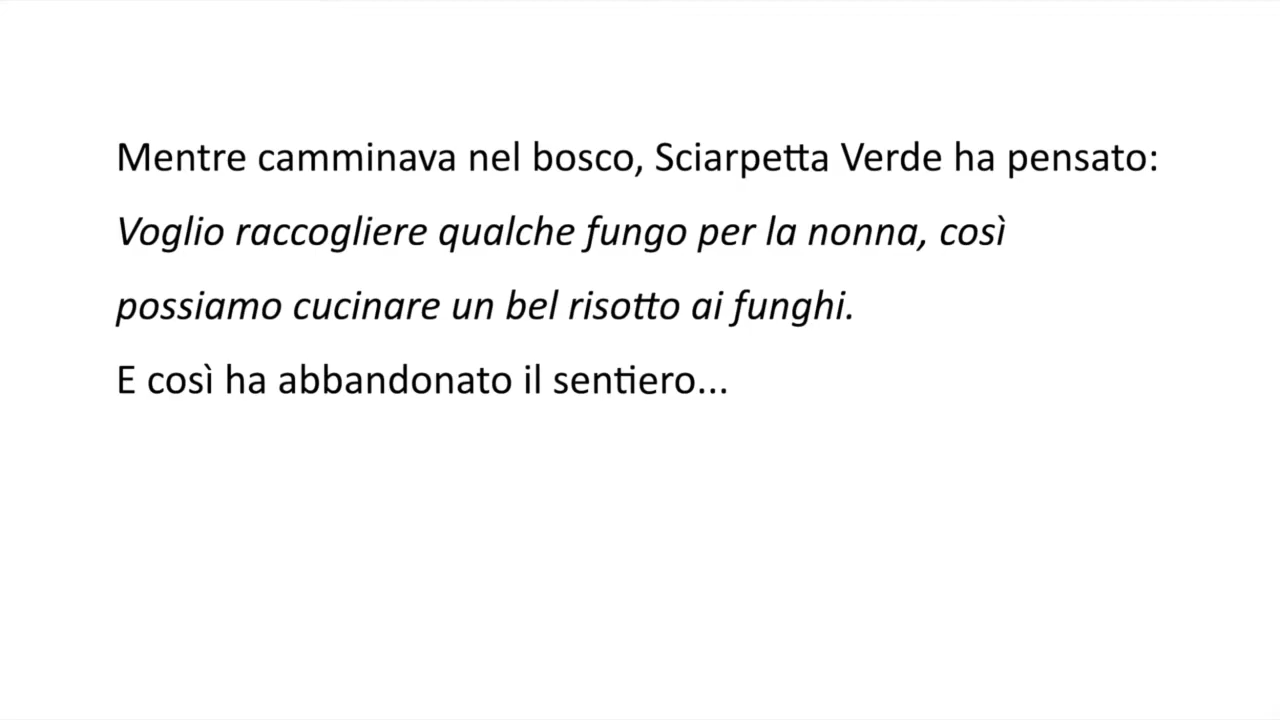 Mentre camminava nel bosco, Sciarpetta Verde ha pensato:
Voglio raccogliere qualche fungo per la nonna, così
possiamo cucinare un bel risotto ai funghi.
E così ha abbandonato il sentiero...